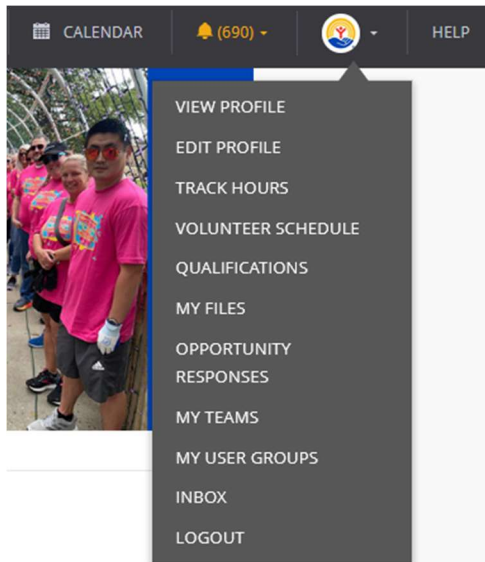 CALENDAR
(690)
HELP
VIEW PROFILE
EDIT PROFILE
TRACK HOURS
VOLUNTEER SCHEDULE
QUALIFICATIONS
MY FILES
OPPORTUNITY
RESPONSES
MY TEAMS
MY USER GROUPS
INBOX
LOGOUT